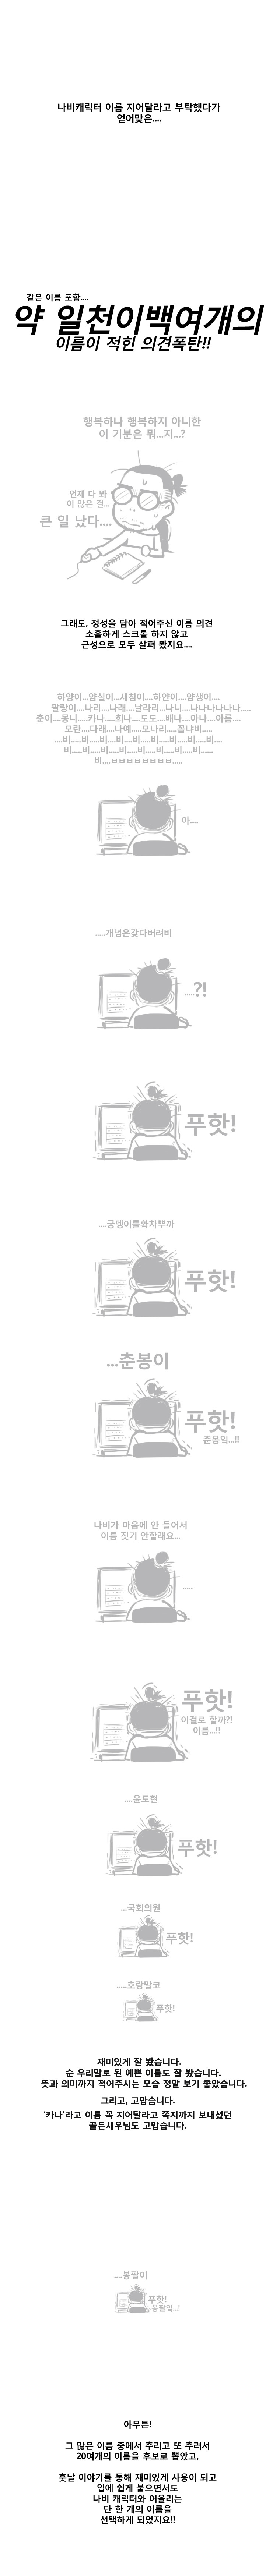 나비캐릭터 이름 지어달라고 부탁했다가
얻어맞은....
같은 이름 포함....
약 일천이백여개의
이름이 적힌 의견폭탄!!
행복하나 행복하지 아니한
이 기분은 뭐...지...?
언제 다 봐
이 많은 걸...
큰 일 났다....
그래도, 정성을 담아 적어주신 이름 의견
소홀하게 스크롤 하지 않고
근성으로 모두 살펴 봤지요....
하양이...얌실이...새침이....하얀이....얌생이....
팔랑이....나리...나래....날라리..나니...나나나나나나나.....
춘이....몽니.....카나.....희나....도도....배나....이나....아름....
모란....다래....나예.....모나리.....꼽냐비.....
....비.....비.....비....비....비.....비.....비.....비.....비....
비....비.....비.....비.....비.....비.....비.....비......
비....ㅂㅂㅂㅂㅂㅂㅂㅂ.....
아....
.....개념은갖다버려비
.....?!
푸핫!
....궁뎅이를확차뿌까
푸핫!
...춘봉이
푸핫!
춘봉잌...!!
나비가 마음에 안 들어서
이름 짓기 안할래요...
.....
푸핫!
이걸로 할까?!
이름...!!
....윤도현
푸핫!
...국회의원
푸핫!
.....호랑말코
푸핫!
재미있게 잘 봤습니다.
순 우리말로 된 예쁜 이름도 잘 봤습니다.
뜻과 의미까지 적어주시는 모습 정말 보기 좋았습니다.
그리고, 고맙습니다.
'카나'라고 이름 꼭 지어달라고 쪽지까지 보내셨던
골든새우님도 고맙습니다.
....봉팔이
푸핫!
봉팔잌...!
아무튼!
그 많은 이름 중에서 추리고 또 추려서
20여개의 이름을 후보로 뽑았고,
훗날 이야기를 통해 재미있게 사용이 되고
입에 쉽게 붙으면서도
나비 캐릭터와 어울리는
단 한 개의 이름을
선택하게 되었지요!!